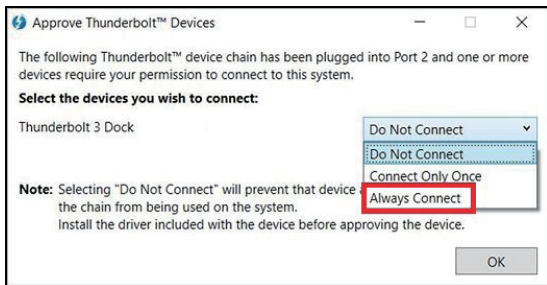 Approve Thunderbolt™ Devices
The following Thunderbolt™ device chain has been plugged into Port 2 and one or more
devices require your permission to connect to this system.
Select the devices you wish to connect:
Thunderbolt 3 Dock
Do Not Connect
Do Not Connect
Connect Only Once
Always Connect
Note: Selecting "Do Not Connect" will prevent that device
the chain from being used on the system.
Install the driver included with the device before approving the device.
OK